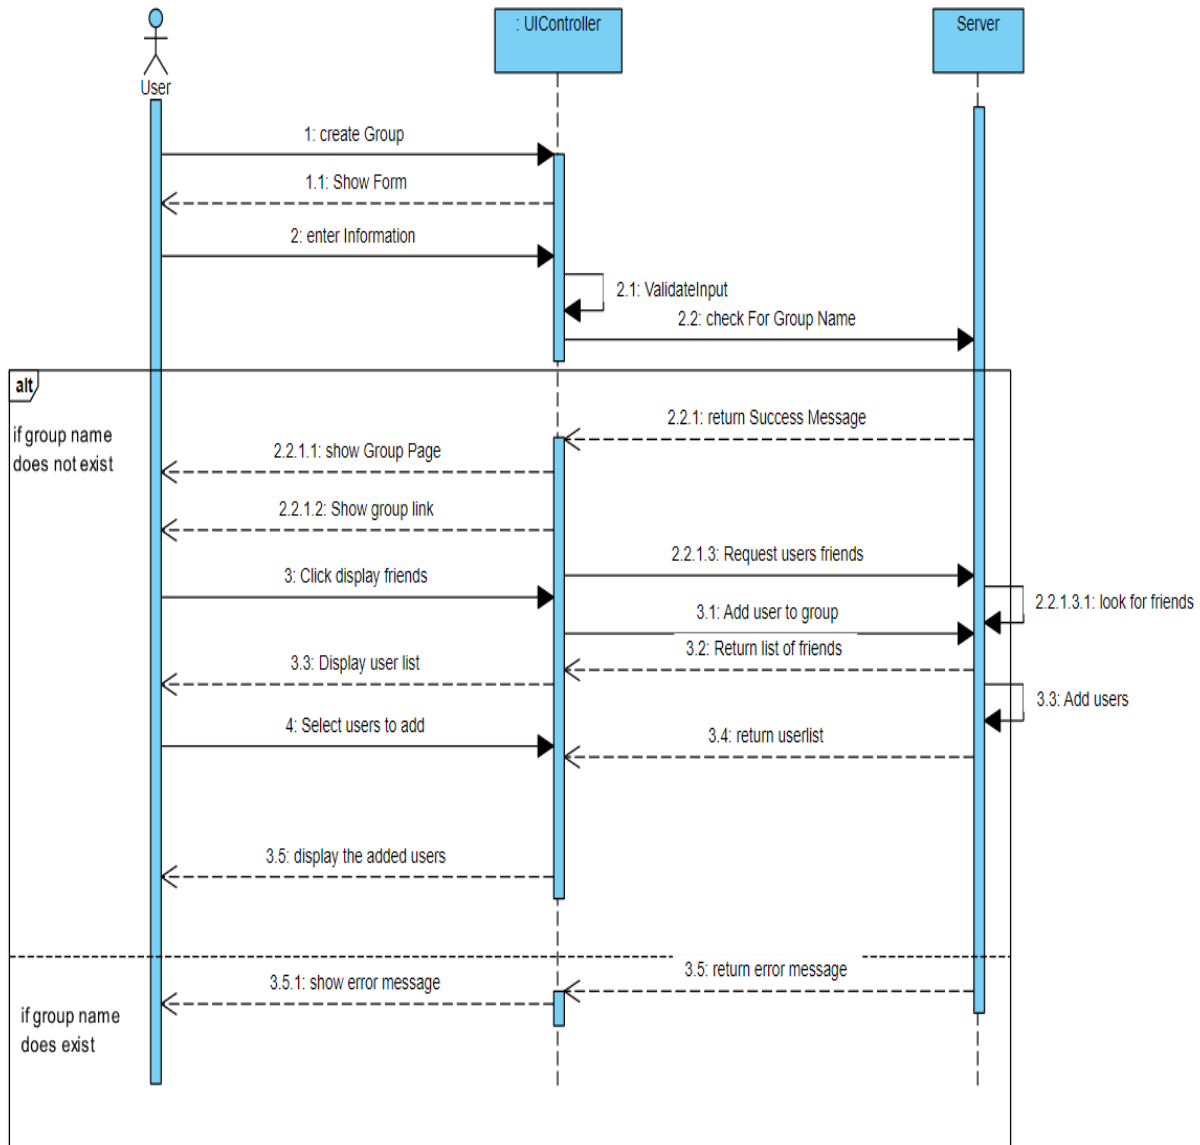 : UIController
Server
User
1: create Group
1.1: Show Form
2: enter Information
2.1: ValidateInput
2.2: check For Group Name
alt
if group name
does not exist
2.2.1: return Success Message
2.2.1.1: show Group Page
2.2.1.2: Show group link
2.2.1.3: Request users friends
3: Click display friends
2.2.1.3.1: look for friends
3.1: Add user to group
3.2: Return list of friends
3.3: Display user list
3.3: Add users
4: Select users to add
3.4: return userlist
3.5: display the added users
3.5: return error message
3.5.1: show error message
if group name
does exist